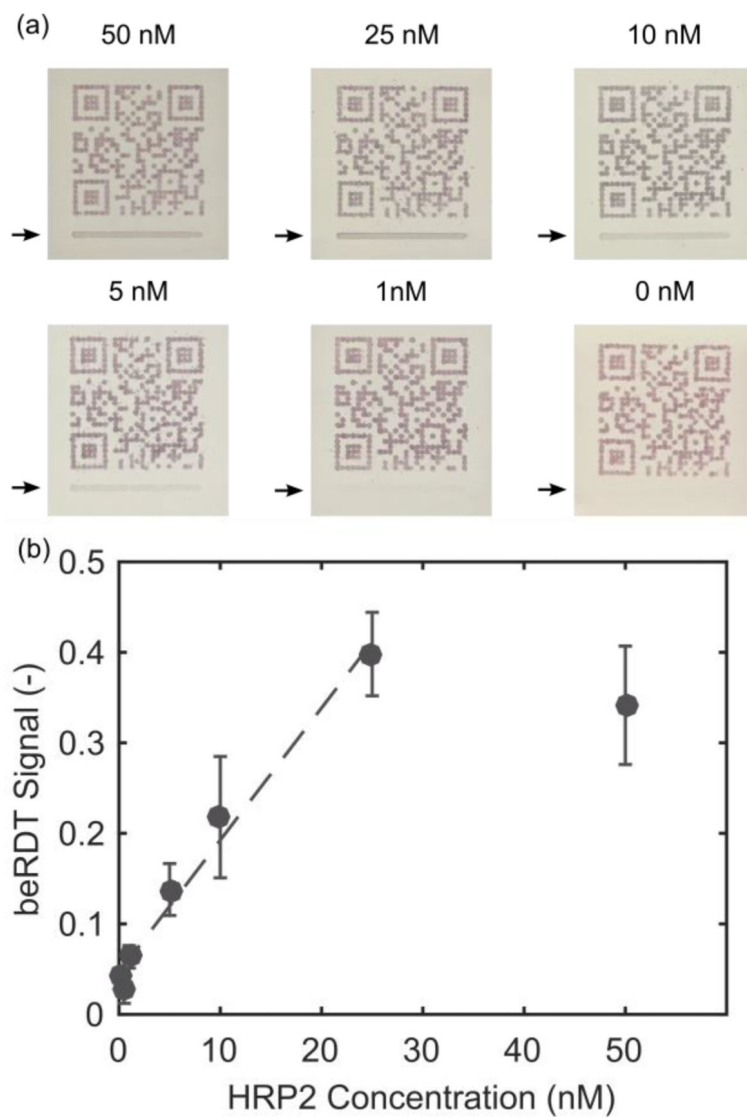 (a)
50 nM 25 nM 10 nM
5 nM 1nM 0 nM
(b)
0.5
0.4
0.3
0.2
0.1
0
beRDT Signal (-)
0 10 20 30 40 50
HRP2 Concentration (nM)